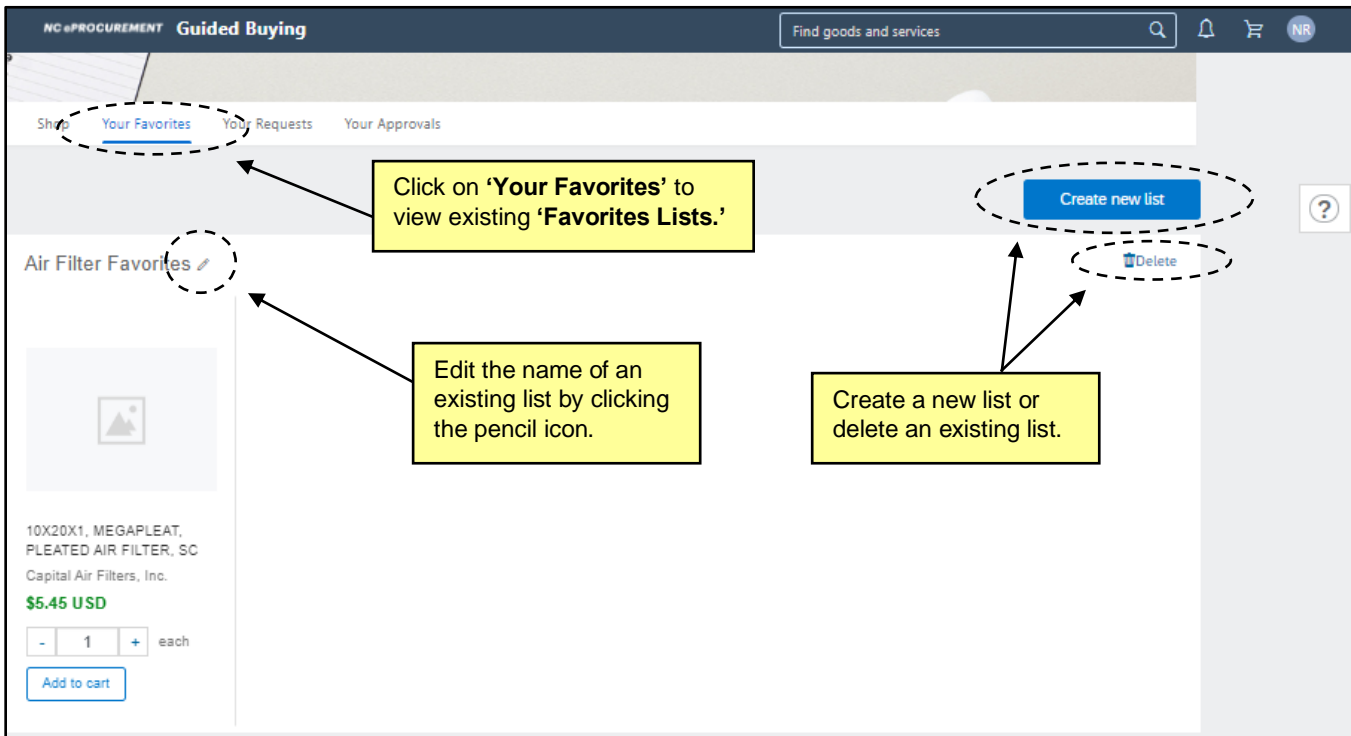 NC ePROCUREMENT Guided Buying
Find goods and services
NR
Shop Your Favorites Your Requests Your Approvals
Click on ‘Your Favorites’ to
view existing ‘Favorites Lists.’
Create new list
?
Air Filter Favorites
Delete
Edit the name of an
existing list by clicking
the pencil icon.
Create a new list or
delete an existing list.
10X20X1, MEGAPLEAT,
PLEATED AIR FILTER, SC
Capital Air Filters, Inc.
$5.45 USD
- 1 + each
Add to cart